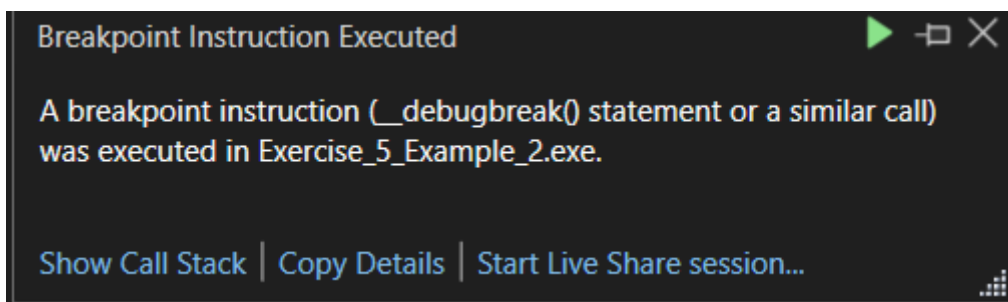 Breakpoint Instruction Executed
A breakpoint instruction (__debugbreak() statement or a similar call)
was executed in Exercise_5_Example_2.exe.
Show Call Stack | Copy Details | Start Live Share session...